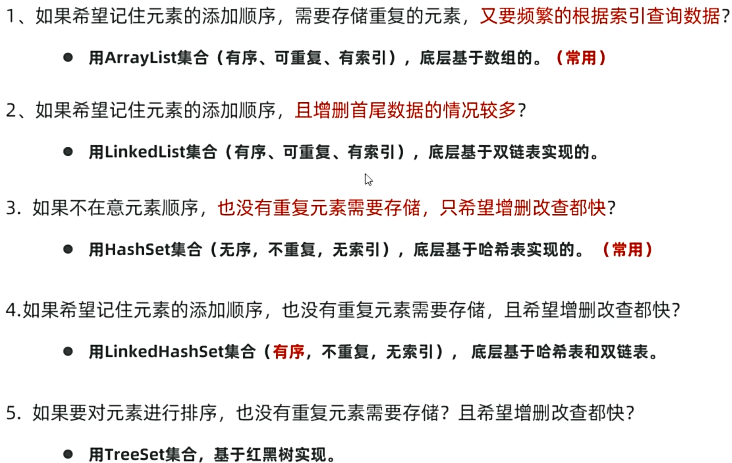 1、如果希望记住元素的添加顺序，需要存储重复的元素，又要频繁的根据索引查询数据？
● 用ArrayList集合（有序、可重复、有索引），底层基于数组的。（常用）
2、如果希望记住元素的添加顺序，且增删首尾数据的情况较多？
● 用LinkedList集合（有序、可重复、有索引），底层基于双链表实现的。
3. 如果不在意元素顺序，也没有重复元素需要存储，只希望增删改查都快？
● 用HashSet集合（无序，不重复，无索引），底层基于哈希表实现的。（常用）
4.如果希望记住元素的添加顺序，也没有重复元素需要存储，且希望增删改查都快？
● 用LinkedHashSet集合（有序，不重复，无索引）， 底层基于哈希表和双链表。
5. 如果要对元素进行排序，也没有重复元素需要存储？且希望增删改查都快？
● 用TreeSet集合，基于红黑树实现。